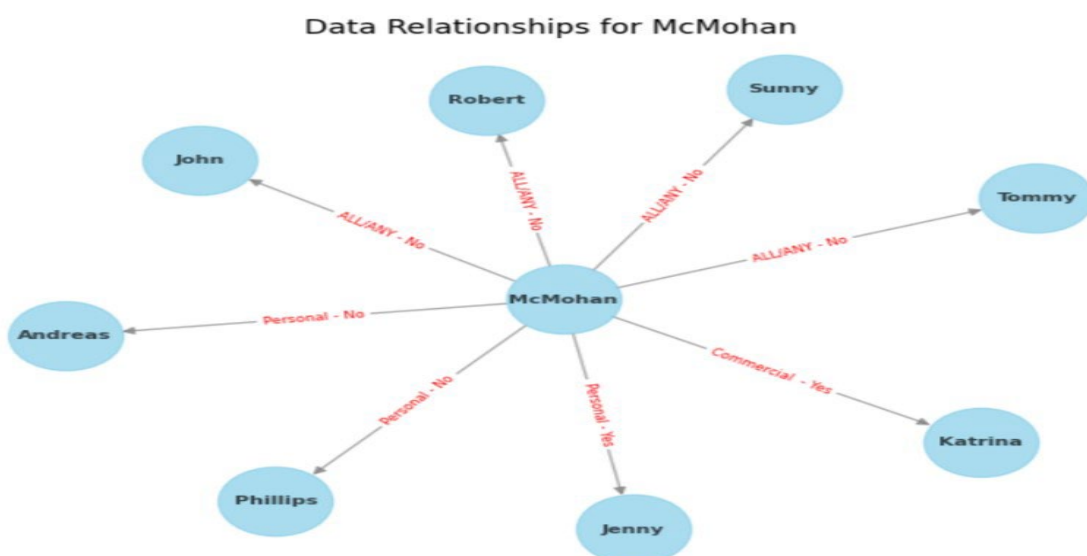 Data Relationships for McMohan
Sunny
Robert
John
Tommy
ALL/ANY - No
ALL/ANY - No
ALL/ANY - No
ALL/ANY - No
McMohan
Personal - No
Andreas
Commercial - Yes
Personal - No
Personal - Yes
Katrina
Phillips
Jenny